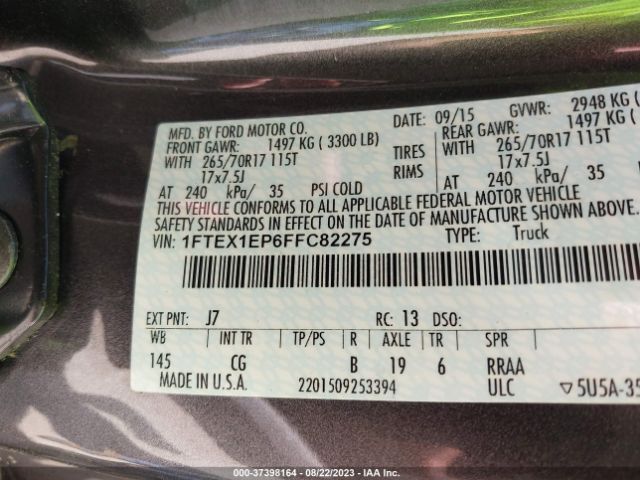 MFD. BY FORD MOTOR CO.
DATE: 09/15 GVWR: 2948 KG (
FRONT GAWR: 1497 KG ( 3300 LB)
REAR GAWR: 1497 KG (
WITH 265/70R17 115T TIRES WITH 265/70R17 115T
17x7.5J RIMS 17x7.5J
AT 240 kPa/ 35 PSI COLD AT 240 kPa/ 35
THIS VEHICLE CONFORMS TO ALL APPLICABLE FEDERAL MOTOR VEHICLE
SAFETY STANDARDS IN EFFECT ON THE DATE OF MANUFACTURE SHOWN ABOVE.
VIN: 1FTEX1EP6FFC82275 TYPE: Truck
EXT PNT: J7 RC: 13 DSO:
WB INT TR TP/PS R AXLE TR SPR
145 CG B 19 6 RRAA
MADE IN U.S.A. 2201509253394 ULC ▽5U5A-35
000-37398164 - 08/22/2023 - IAA Inc.